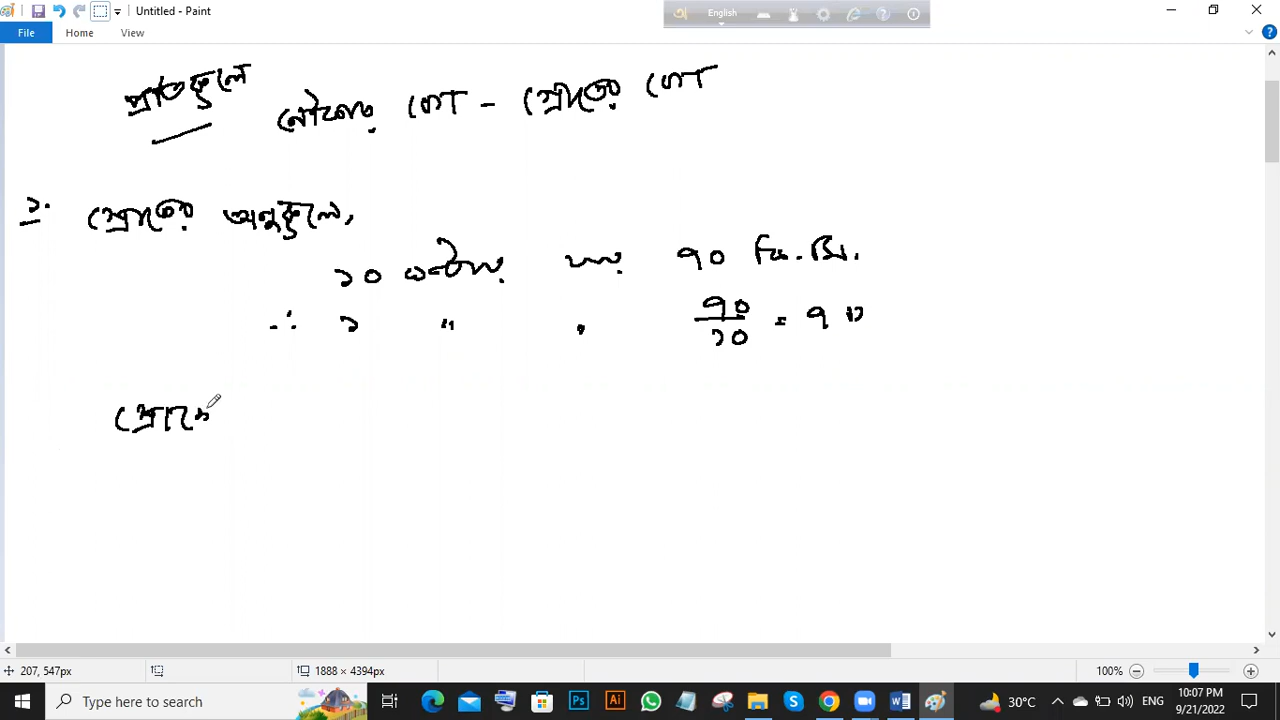 Untitled - Paint
English
File Home View
প্রতিকূলে
নৌকার বেগ - স্রোতের বেগ
১. স্রোতের অনুকূলে,
১০ ঘণ্টায় যায় ৭০ কি.মি.
∴ ১ " " ৭০/১০ = ৭ "
স্রোতে
207, 547px 1888 × 4394px 100%
Type here to search 30°C ENG 10:07 PM
9/21/2022